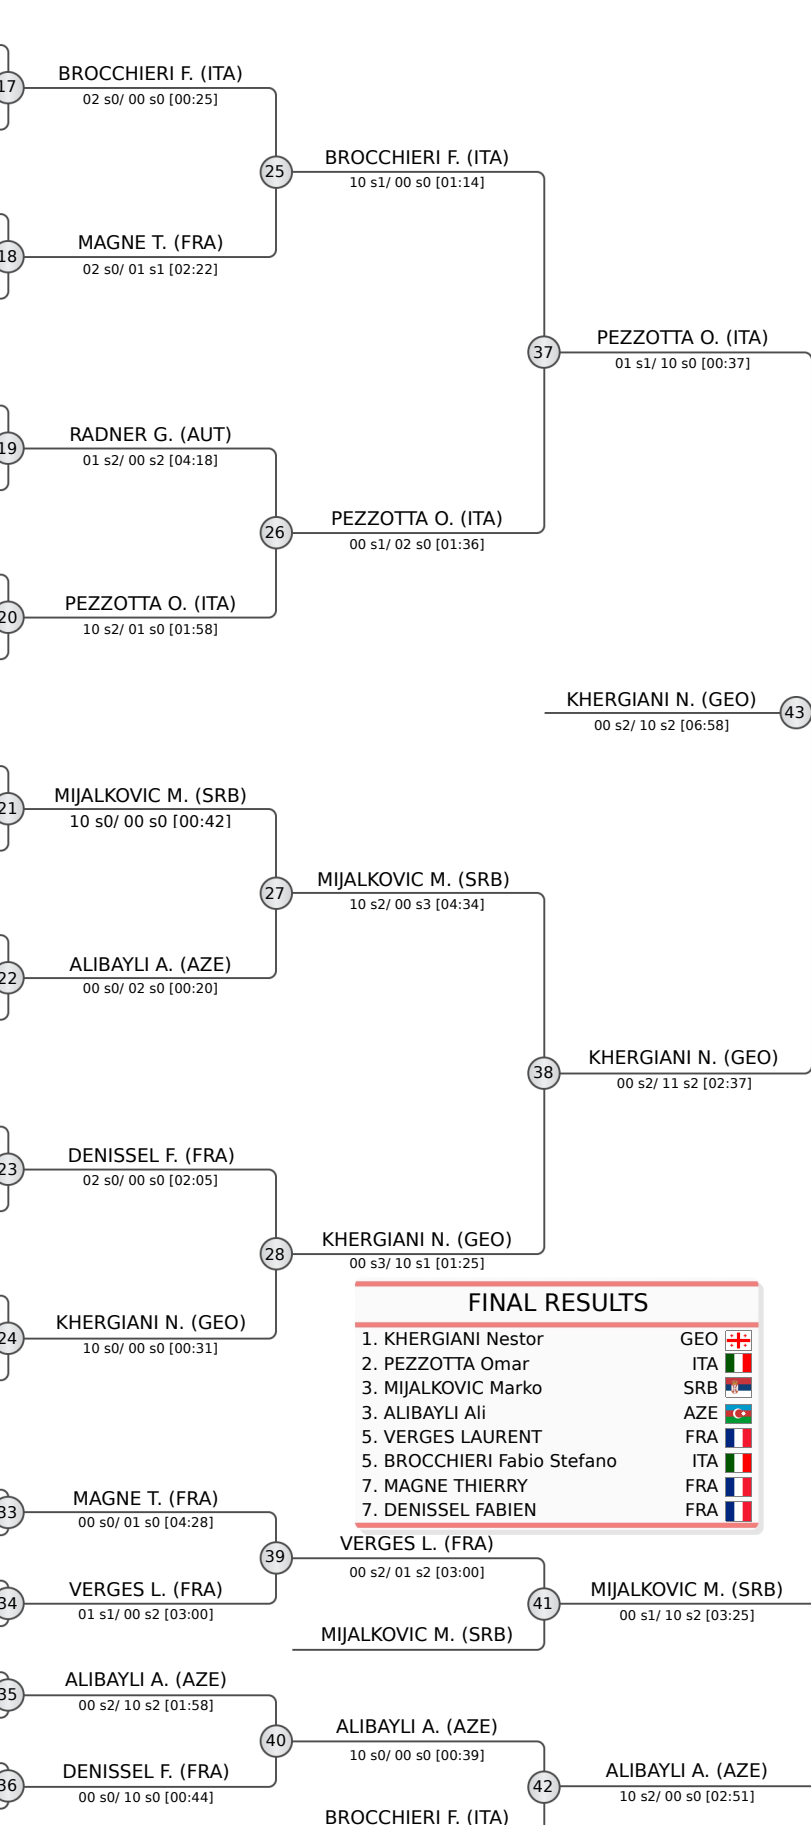 17
BROCCHIERI F. (ITA)
02 s0/ 00 s0 [00:25]
25
BROCCHIERI F. (ITA)
10 s1/ 00 s0 [01:14]
18
MAGNE T. (FRA)
02 s0/ 01 s1 [02:22]
37
PEZZOTTA O. (ITA)
01 s1/ 10 s0 [00:37]
19
RADNER G. (AUT)
01 s2/ 00 s2 [04:18]
26
PEZZOTTA O. (ITA)
00 s1/ 02 s0 [01:36]
20
PEZZOTTA O. (ITA)
10 s2/ 01 s0 [01:58]
KHERGIANI N. (GEO)
00 s2/ 10 s2 [06:58]
43
21
MIJALKOVIC M. (SRB)
10 s0/ 00 s0 [00:42]
27
MIJALKOVIC M. (SRB)
10 s2/ 00 s3 [04:34]
22
ALIBAYLI A. (AZE)
00 s0/ 02 s0 [00:20]
38
KHERGIANI N. (GEO)
00 s2/ 11 s2 [02:37]
23
DENISSEL F. (FRA)
02 s0/ 00 s0 [02:05]
28
KHERGIANI N. (GEO)
00 s3/ 10 s1 [01:25]
24
KHERGIANI N. (GEO)
10 s0/ 00 s0 [00:31]
FINAL RESULTS
1. KHERGIANI Nestor GEO
2. PEZZOTTA Omar ITA
3. MIJALKOVIC Marko SRB
3. ALIBAYLI Ali AZE
5. VERGES LAURENT FRA
5. BROCCHIERI Fabio Stefano ITA
7. MAGNE THIERRY FRA
7. DENISSEL FABIEN FRA
33
MAGNE T. (FRA)
00 s0/ 01 s0 [04:28]
39
VERGES L. (FRA)
00 s2/ 01 s2 [03:00]
34
VERGES L. (FRA)
01 s1/ 00 s2 [03:00]
41
MIJALKOVIC M. (SRB)
00 s1/ 10 s2 [03:25]
MIJALKOVIC M. (SRB)
35
ALIBAYLI A. (AZE)
00 s2/ 10 s2 [01:58]
40
ALIBAYLI A. (AZE)
10 s0/ 00 s0 [00:39]
36
DENISSEL F. (FRA)
00 s0/ 10 s0 [00:44]
42
ALIBAYLI A. (AZE)
10 s2/ 00 s0 [02:51]
BROCCHIERI F. (ITA)